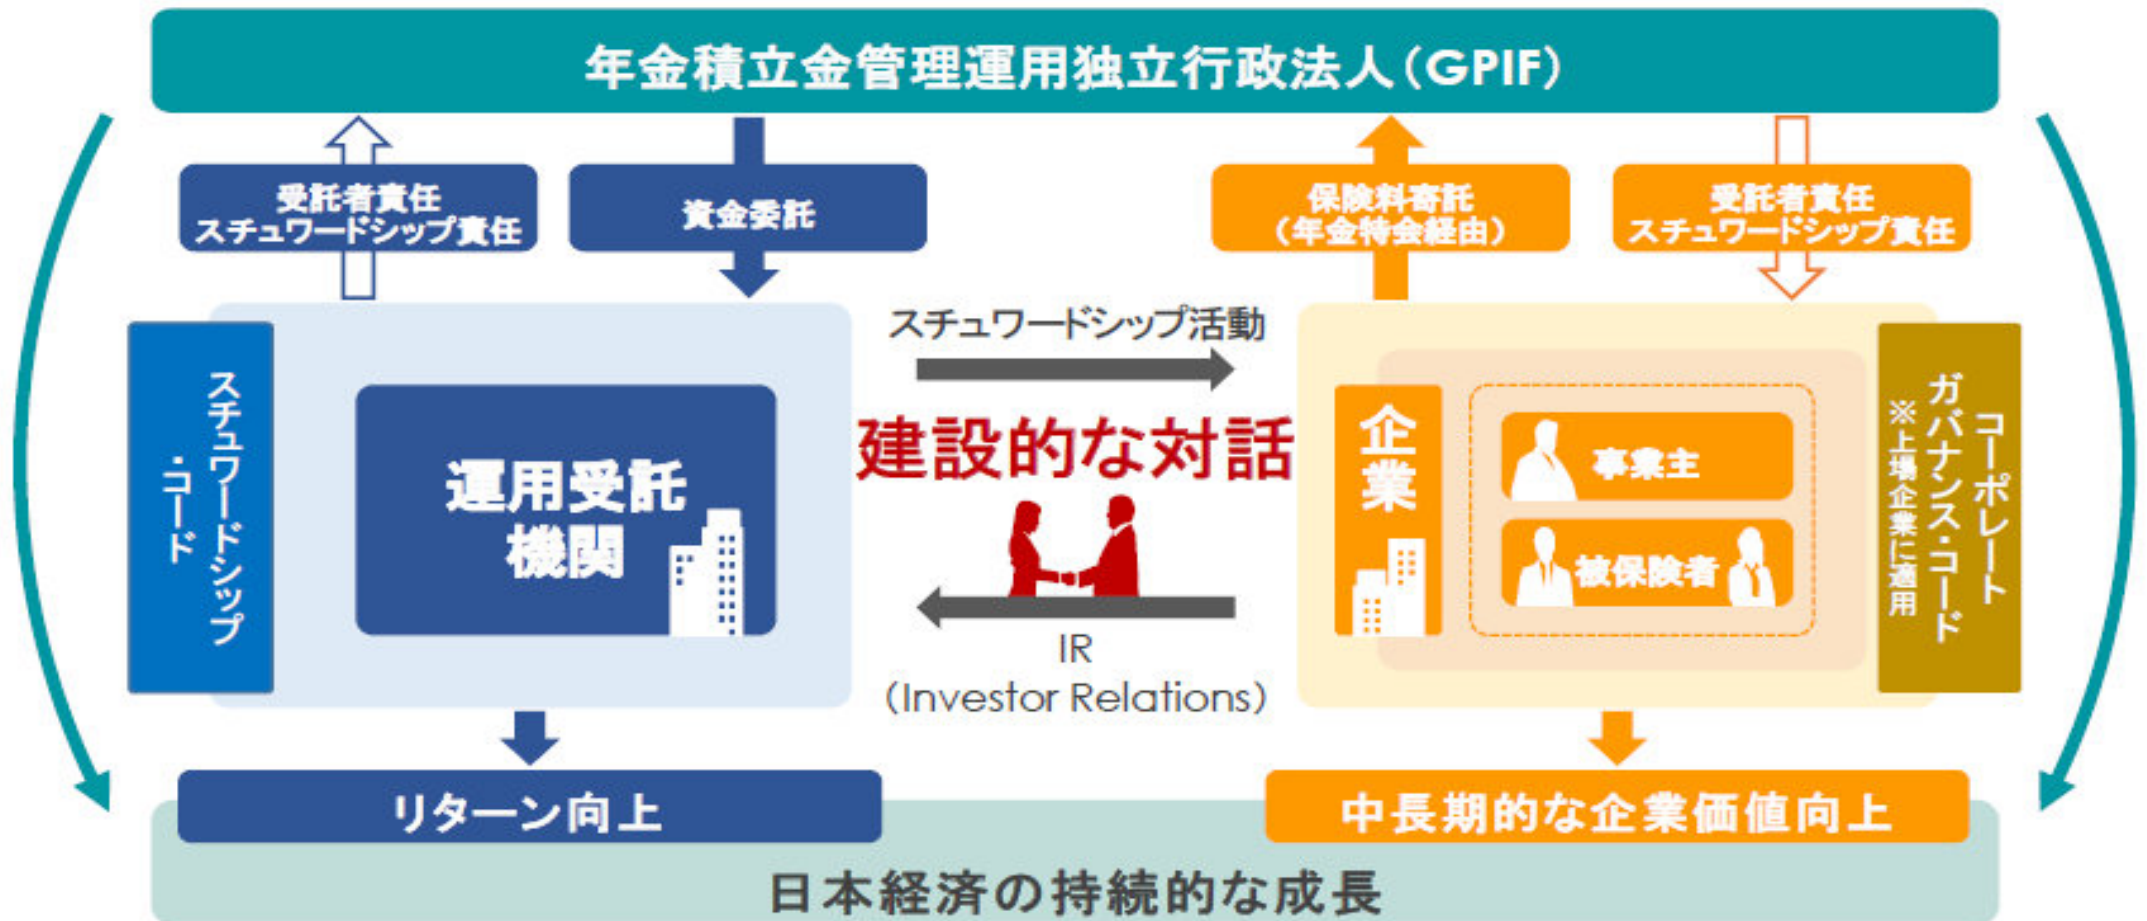 年金積立金管理運用独立行政法人(GPIF)
受託者責任
スチュワードシップ責任
資金委託
保険料寄託
(年金特会経由)
受託者責任
スチュワードシップ責任
スチュワードシップ
・コード
運用受託
機関
スチュワードシップ活動
建設的な対話
IR
(Investor Relations)
企業
事業主
被保険者
コーポレート
ガバナンス・コード
※上場企業に適用
リターン向上
中長期的な企業価値向上
日本経済の持続的な成長